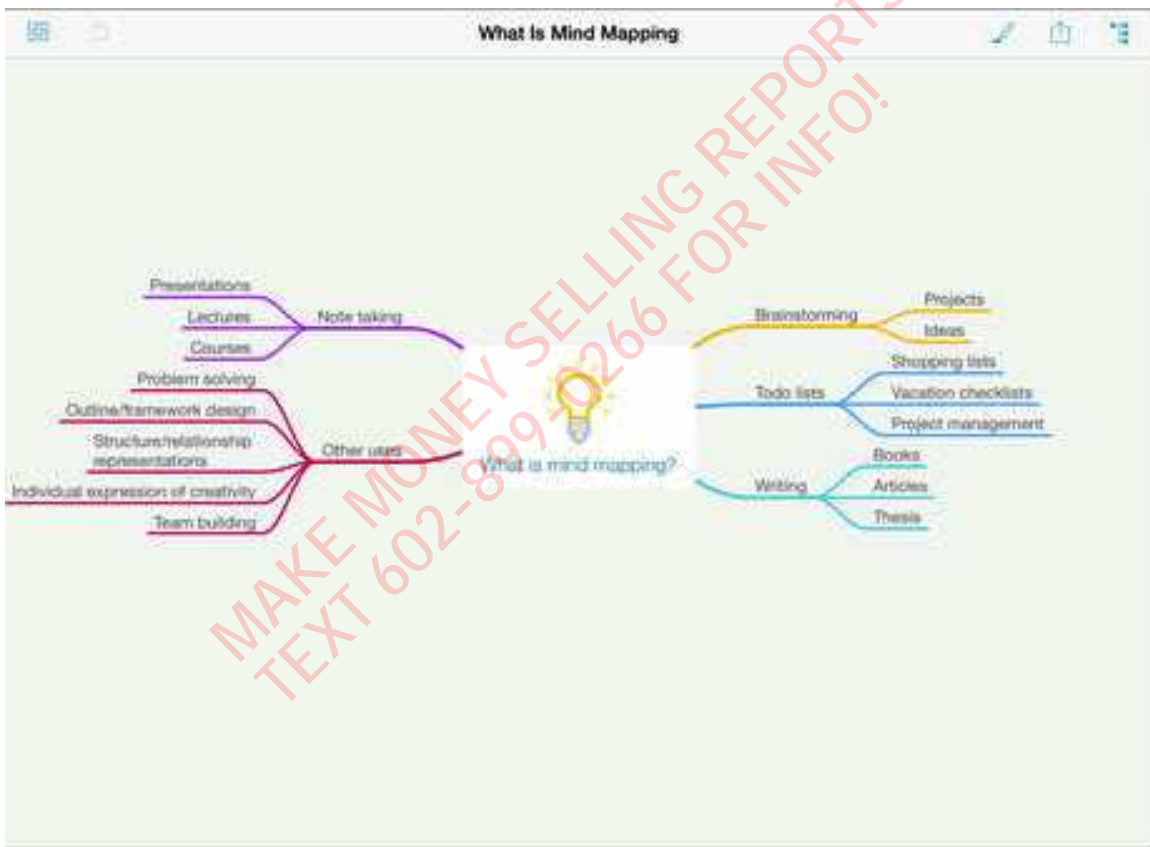 What Is Mind Mapping
Presentations
Lectures
Courses
Note taking
Problem solving
Outline/framework design
Structure/relationship
representations
Individual expression of creativity
Team building
Other uses
What is mind mapping?
Brainstorming
Projects
Ideas
Todo lists
Shopping lists
Vacation checklists
Project management
Writing
Books
Articles
Thesis
MAKE MONEY SELLING REPORTS
TEXT 602-899-0266 FOR INFO!